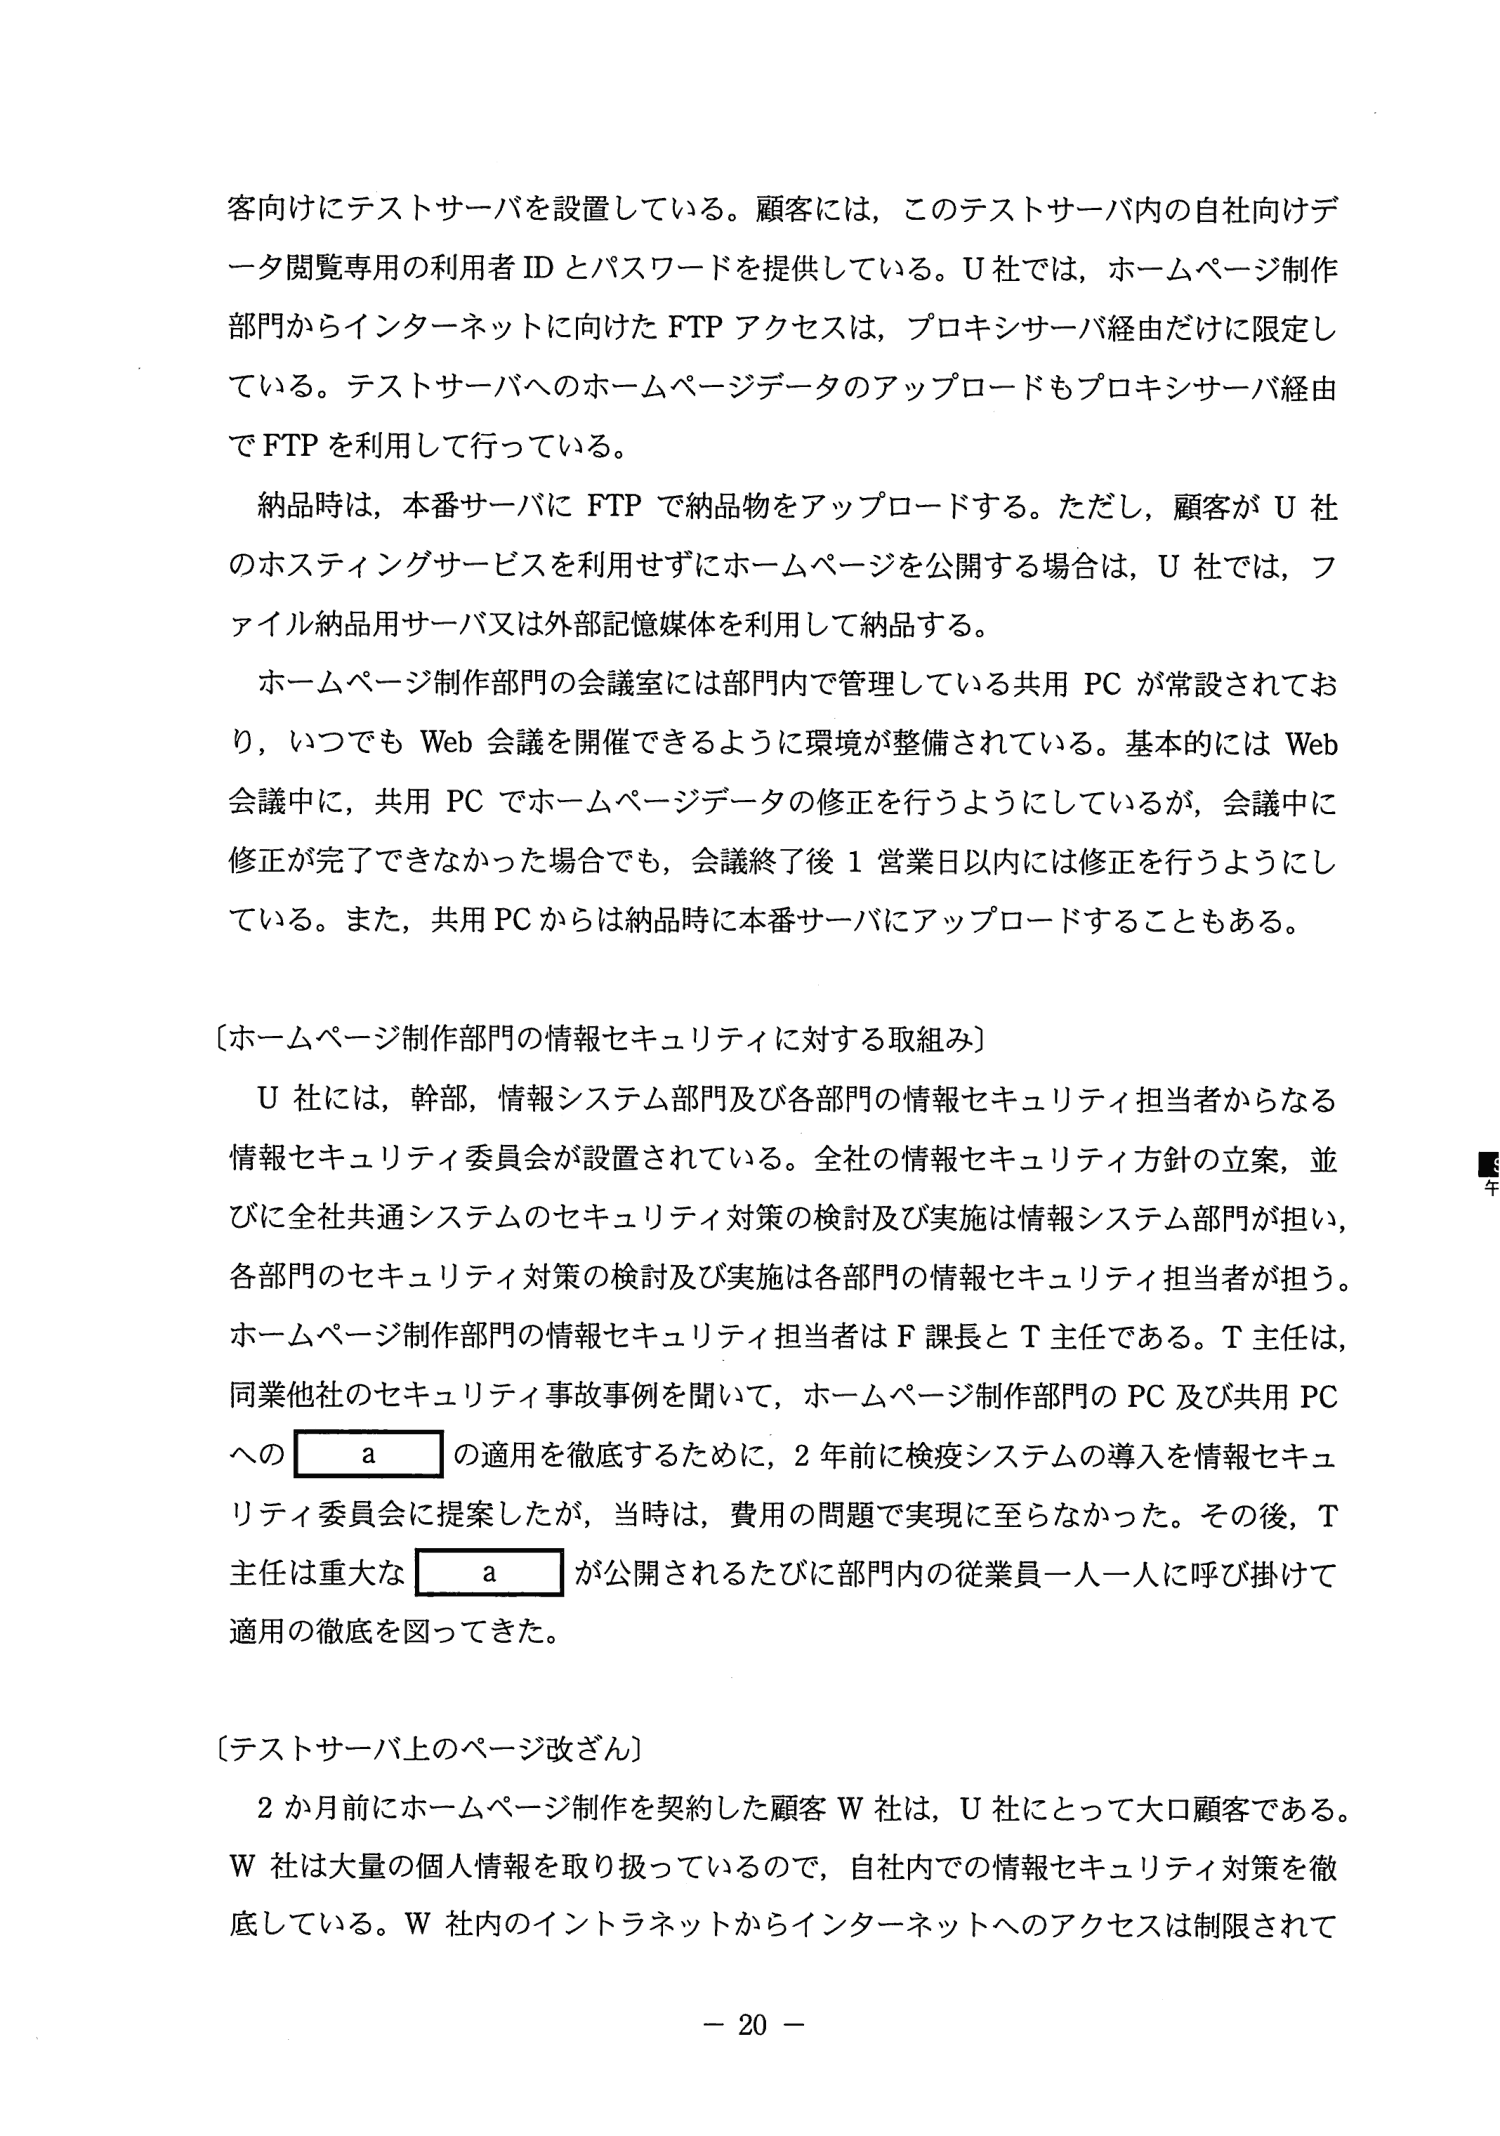 客向けにテストサーバを設置している。顧客には，このテストサーバ内の自社向けデ
ータ閲覧専用の利用者 ID とパスワードを提供している。U 社では，ホームページ制作
部門からインターネットに向けた FTP アクセスは，プロキシサーバ経由だけに限定し
ている。テストサーバへのホームページデータのアップロードもプロキシサーバ経由
で FTP を利用して行っている。
納品時は，本番サーバに FTP で納品物をアップロードする。ただし，顧客が U 社
のホスティングサービスを利用せずにホームページを公開する場合は，U 社では，フ
ァイル納品用サーバ又は外部記憶媒体を利用して納品する。
ホームページ制作部門の会議室には部門内で管理している共用 PC が常設されてお
り，いつでも Web 会議を開催できるように環境が整備されている。基本的には Web
会議中に，共用 PC でホームページデータの修正を行うようにしているが，会議中に
修正が完了できなかった場合でも，会議終了後 1 営業日以内には修正を行うようにし
ている。また，共用 PC からは納品時に本番サーバにアップロードすることもある。
〔ホームページ制作部門の情報セキュリティに対する取組み〕
U 社には，幹部，情報システム部門及び各部門の情報セキュリティ担当者からなる
情報セキュリティ委員会が設置されている。全社の情報セキュリティ方針の立案，並
びに全社共通システムのセキュリティ対策の検討及び実施は情報システム部門が担い，
各部門のセキュリティ対策の検討及び実施は各部門の情報セキュリティ担当者が担う。
ホームページ制作部門の情報セキュリティ担当者は F 課長と T 主任である。T 主任は，
同業他社のセキュリティ事故事例を聞いて，ホームページ制作部門の PC 及び共用 PC
への a の適用を徹底するために，2 年前に検疫システムの導入を情報セキュ
リティ委員会に提案したが，当時は，費用の問題で実現に至らなかった。その後，T
主任は重大な a が公開されるたびに部門内の従業員一人一人に呼び掛けて
適用の徹底を図ってきた。
〔テストサーバ上のページ改ざん〕
2 か月前にホームページ制作を契約した顧客 W 社は，U 社にとって大口顧客である。
W 社は大量の個人情報を取り扱っているので，自社内での情報セキュリティ対策を徹
底している。W 社内のイントラネットからインターネットへのアクセスは制限されて
－ 20 －
午